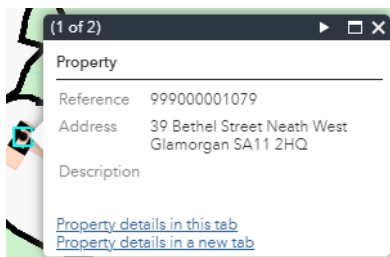 (1 of 2)
Property
Reference 999000001079
Address 39 Bethel Street Neath West
Glamorgan SA11 2HQ
Description
Property details in this tab
Property details in a new tab